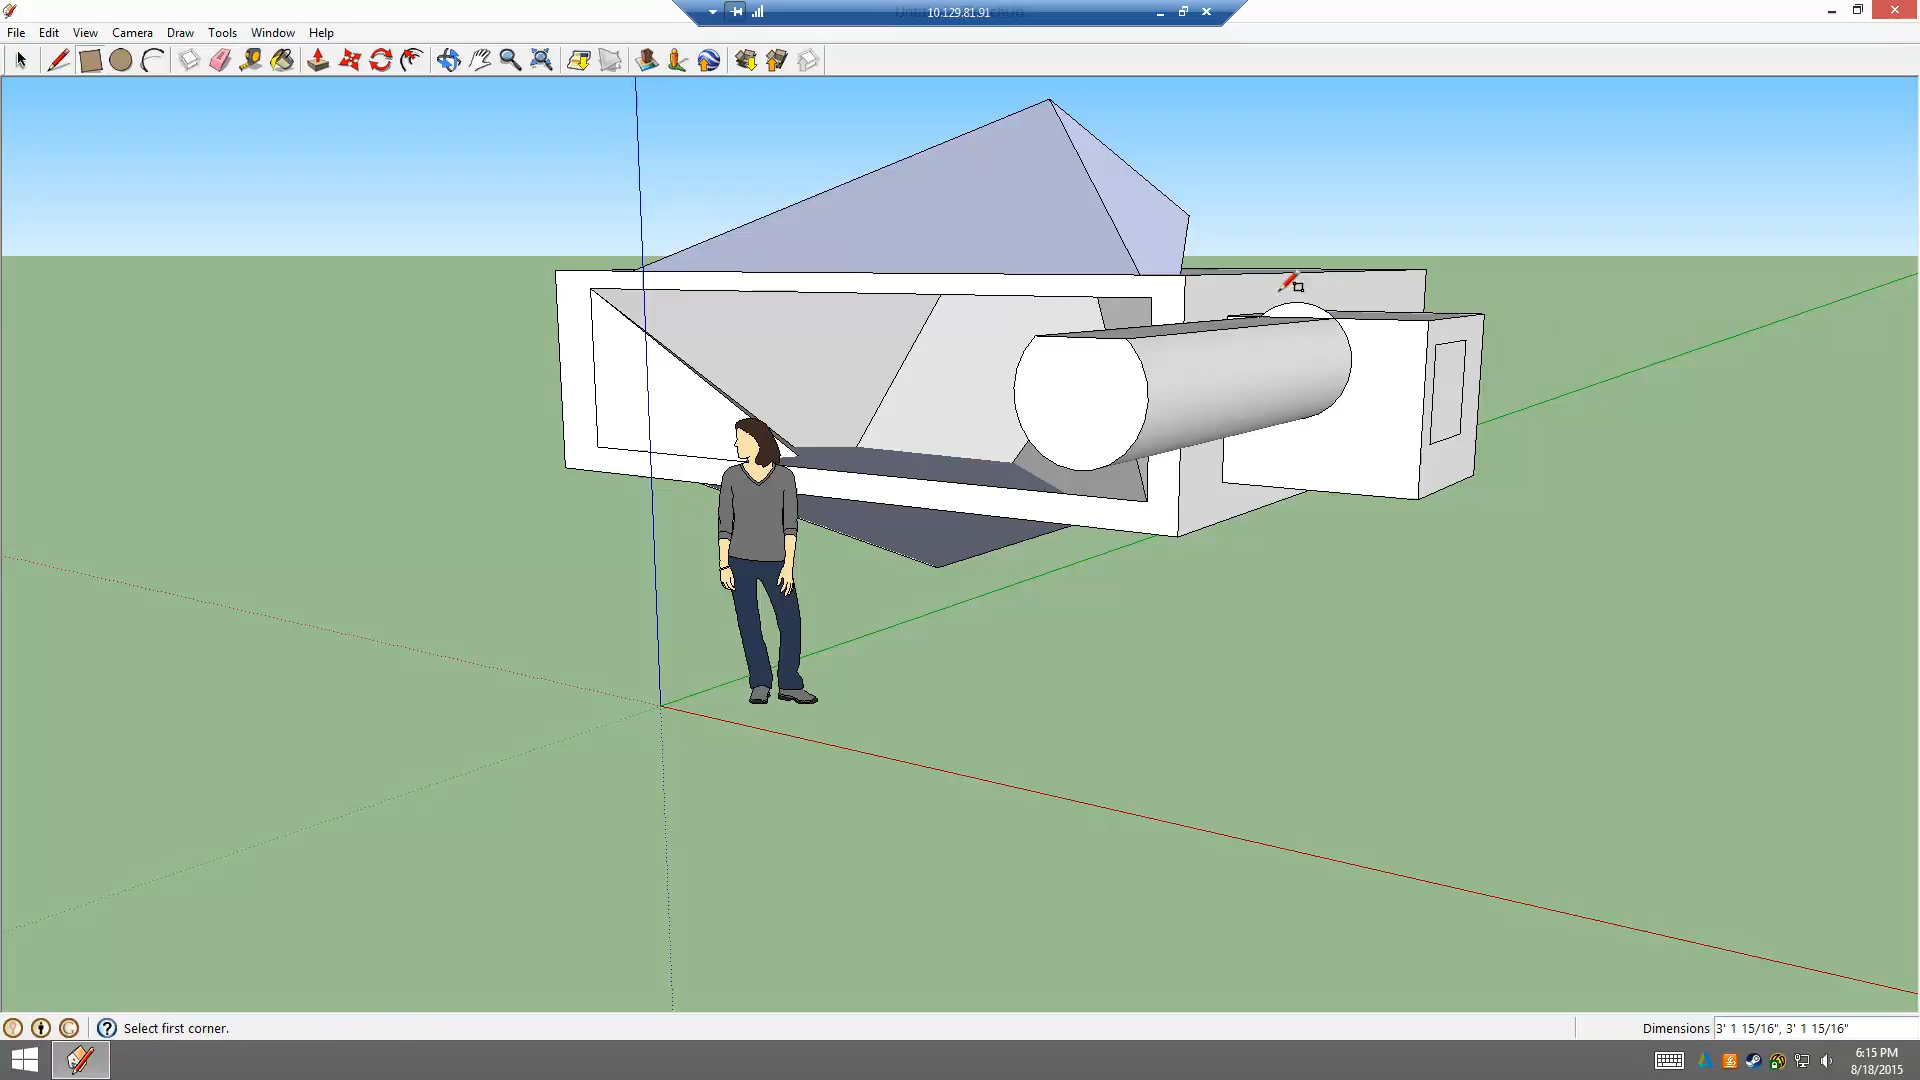 10.129.81.91
File Edit View Camera Draw Tools Window Help
Select first corner.
Dimensions 3' 1 15/16", 3' 1 15/16"
6:15 PM
8/18/2015